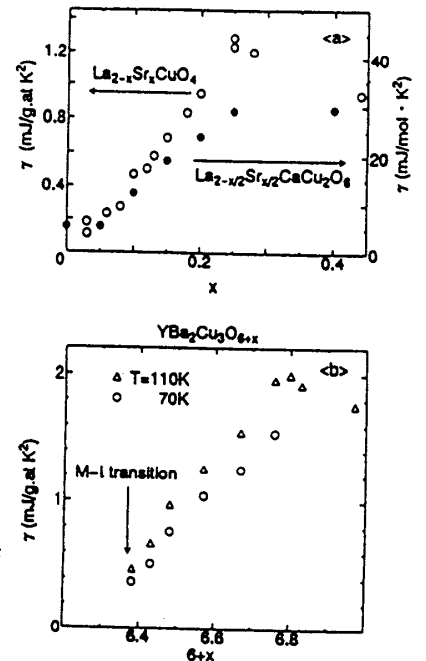 <a>
1.2
0.8
0.4
0
γ (mJ/g.at K²)
La₂₋ₓSrₓCuO₄
La₂₋ₓ/₂Srₓ/₂CaCu₂O₆
40
20
0
γ (mJ/mol · K²)
0 0.2 0.4
x
YBa₂Cu₃O₆₊ₓ
<b>
2
1
0
γ (mJ/g.at K²)
△ T=110K
○ 70K
M–I transition
6.4 6.6 6.8
6+x